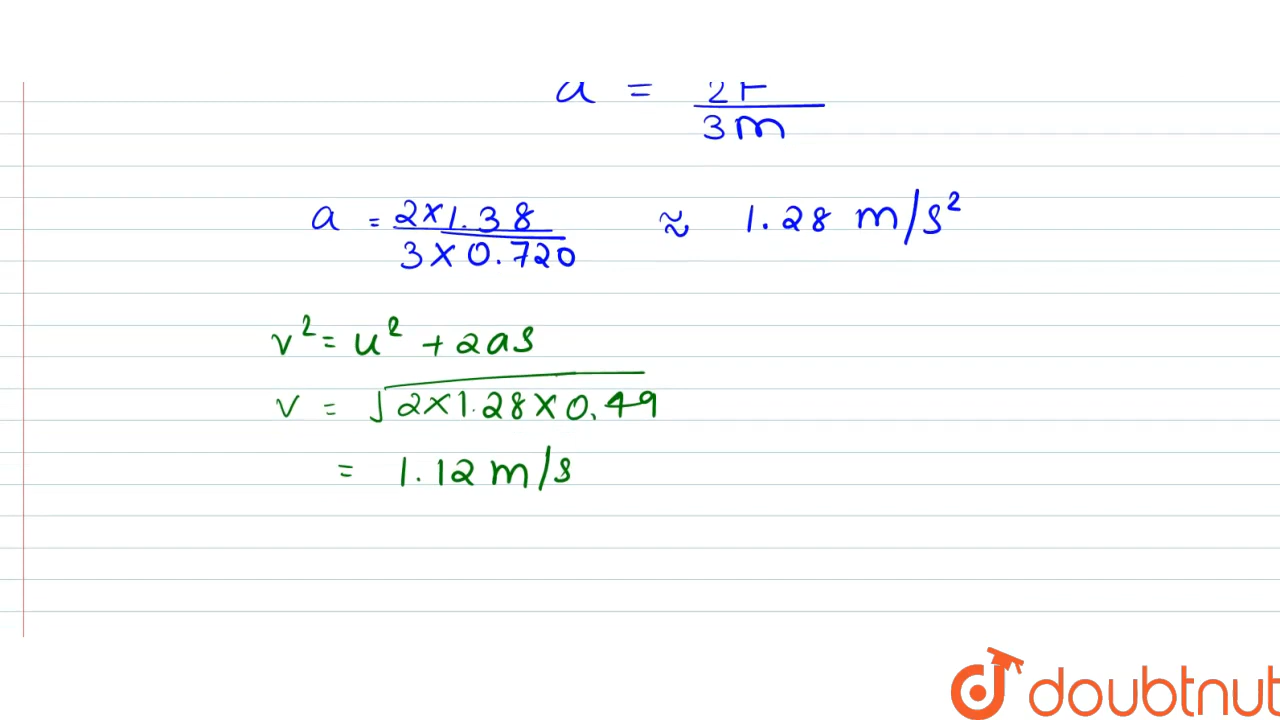 a = 2F
3m
a = 2×1.38 ≈ 1.28 m/s²
3×0.720
v² = u² + 2as
v = √2×1.28×0.49
= 1.12 m/s
doubtnut